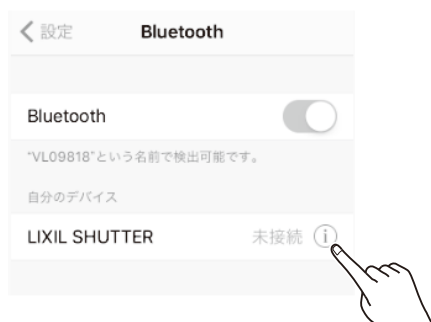 設定 Bluetooth
Bluetooth
"VL09818"という名前で検出可能です。
自分のデバイス
LIXIL SHUTTER 未接続 i